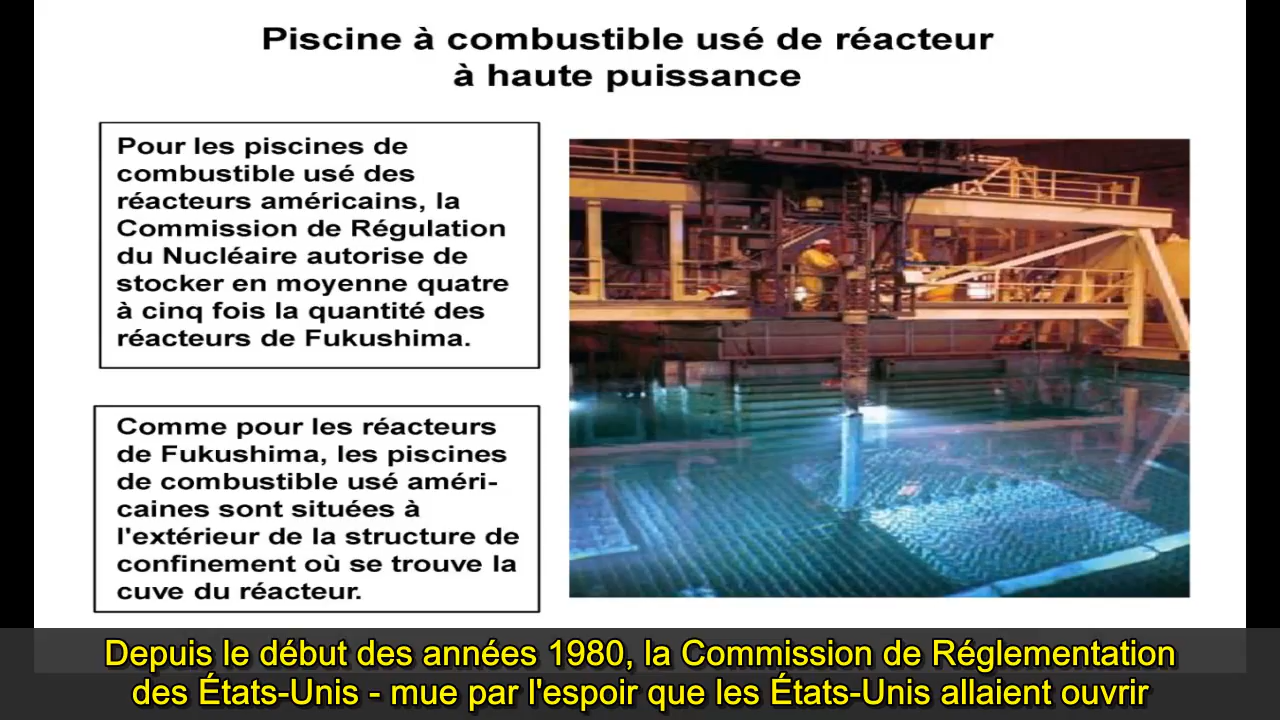 Piscine à combustible usé de réacteur
à haute puissance
Pour les piscines de
combustible usé des
réacteurs américains, la
Commission de Régulation
du Nucléaire autorise de
stocker en moyenne quatre
à cinq fois la quantité des
réacteurs de Fukushima.
Comme pour les réacteurs
de Fukushima, les piscines
de combustible usé améri-
caines sont situées à
l'extérieur de la structure de
confinement où se trouve la
cuve du réacteur.
Depuis le début des années 1980, la Commission de Réglementation
des États-Unis - mue par l'espoir que les États-Unis allaient ouvrir